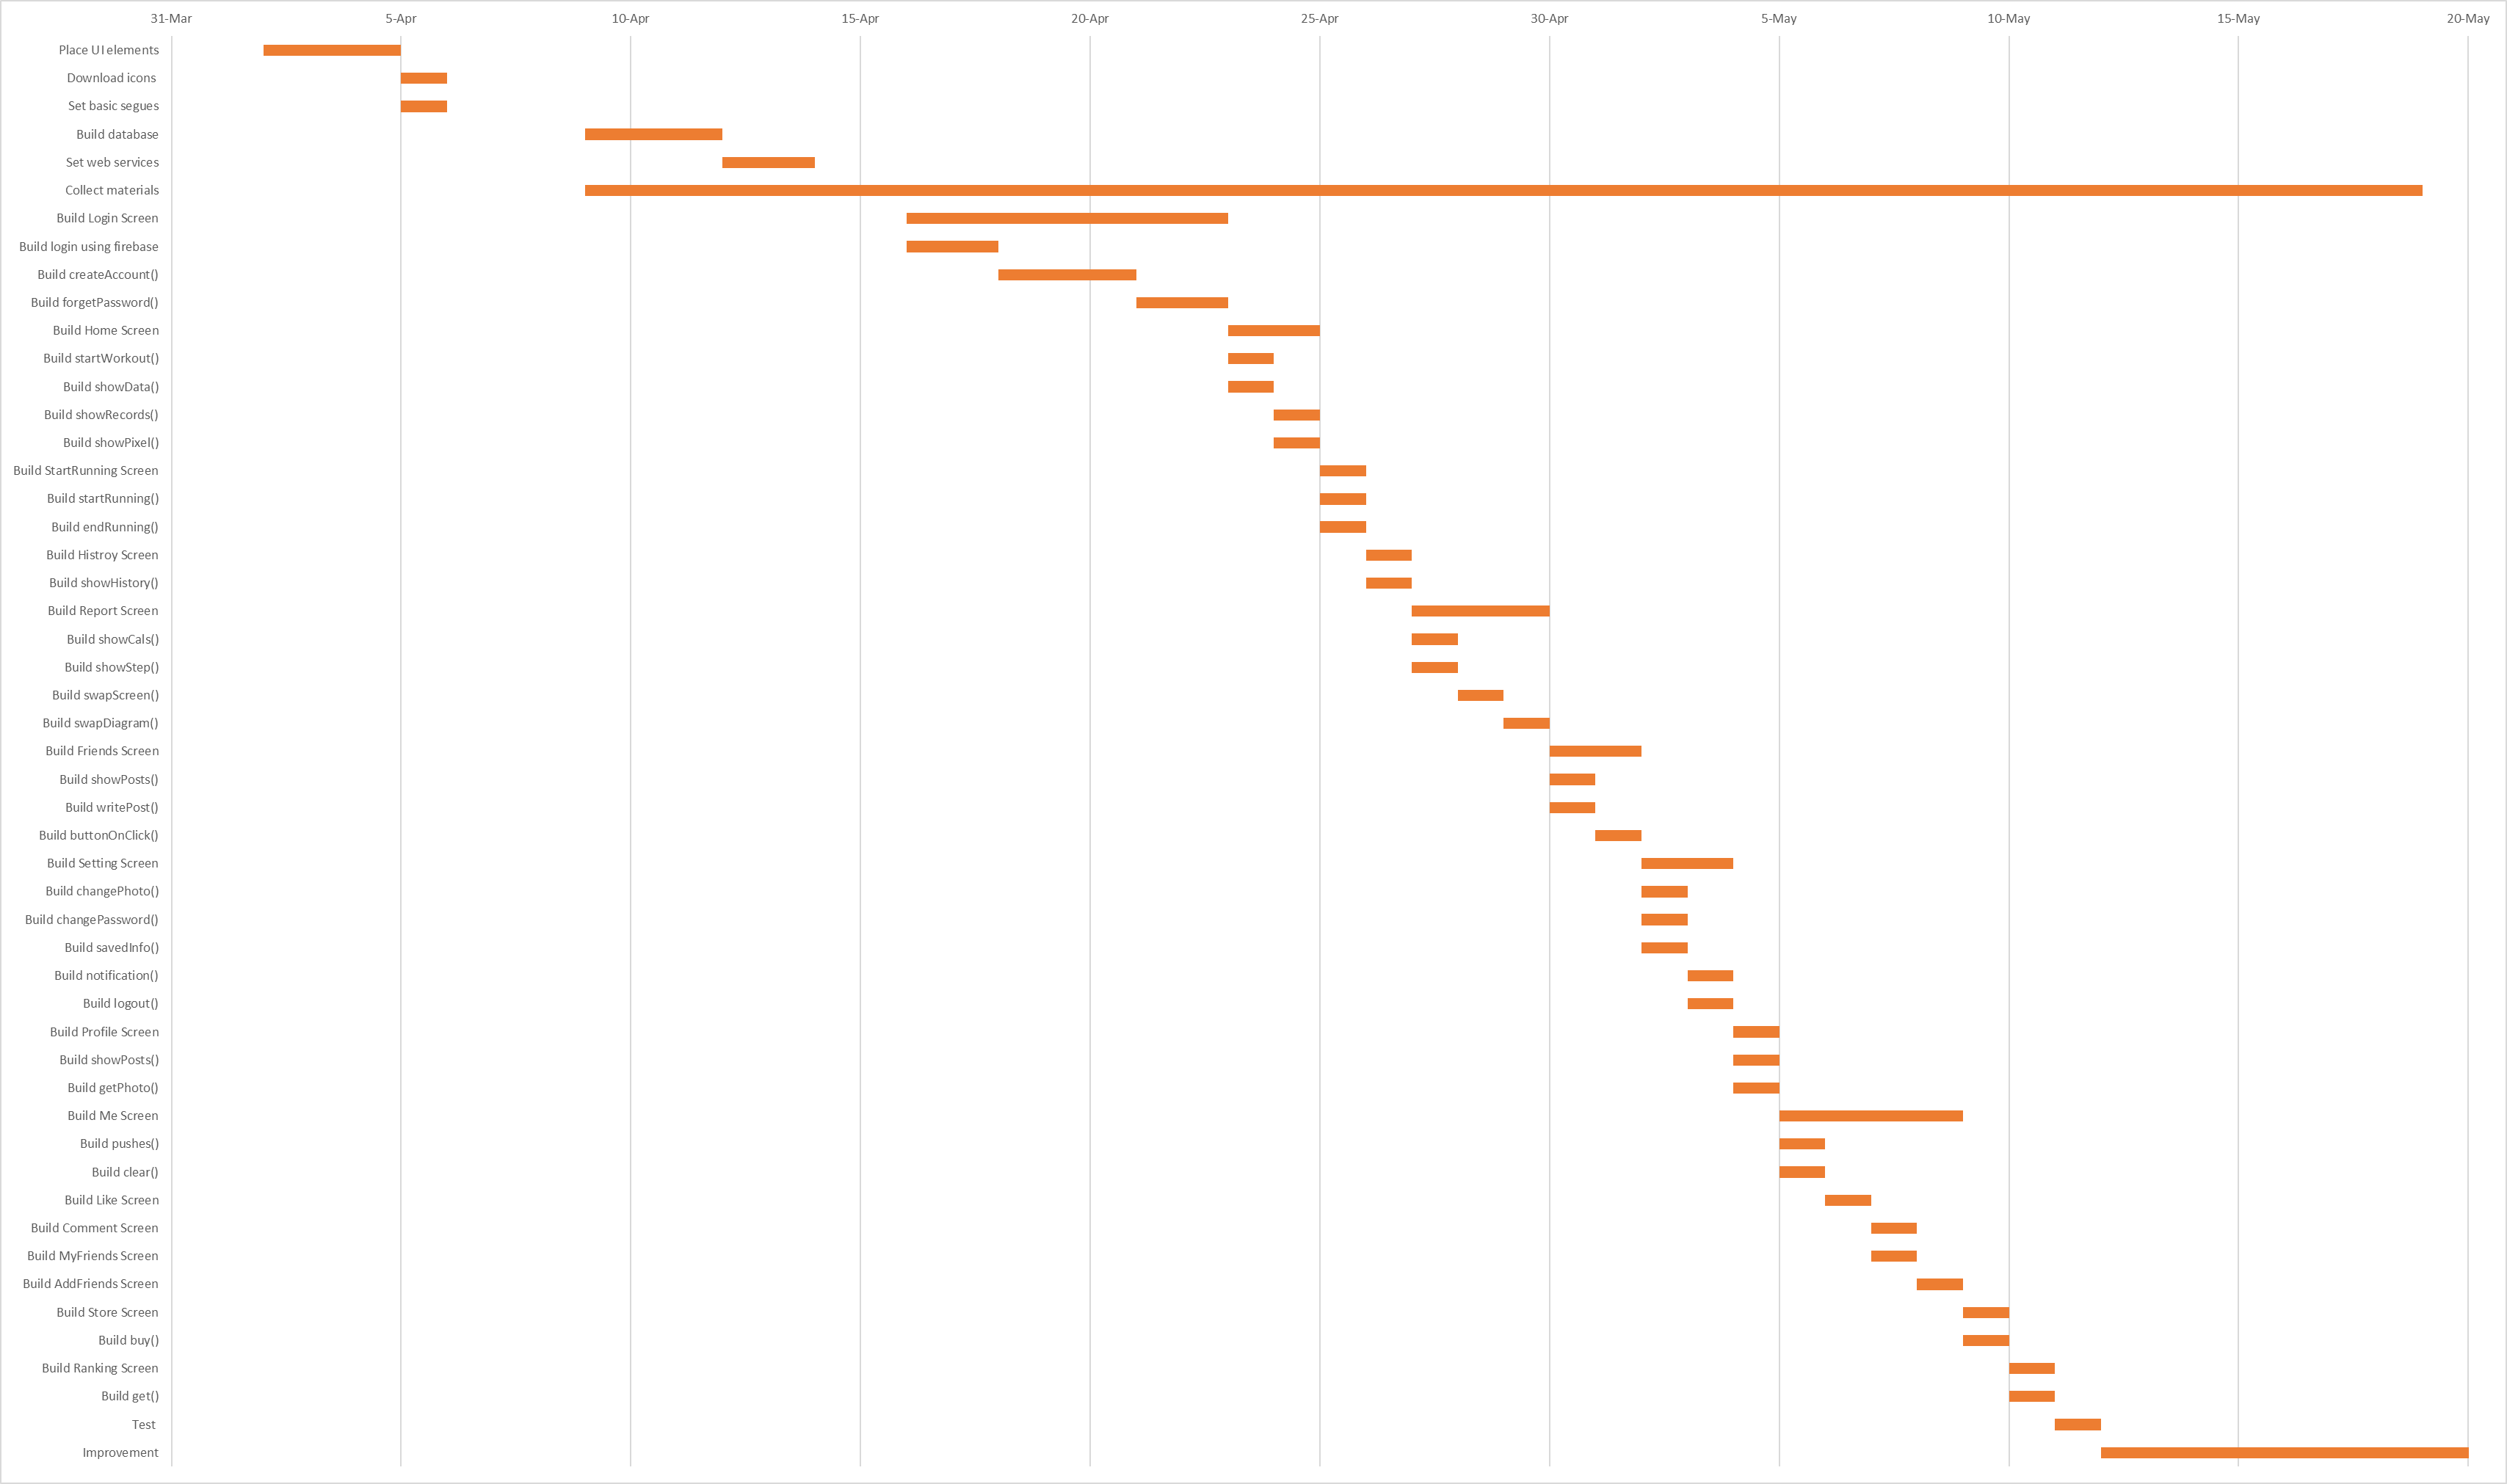 31-Mar 5-Apr 10-Apr 15-Apr 20-Apr 25-Apr 30-Apr 5-May 10-May 15-May 20-May
Place UI elements
Download icons
Set basic segues
Build database
Set web services
Collect materials
Build Login Screen
Build login using firebase
Build createAccount()
Build forgetPassword()
Build Home Screen
Build startWorkout()
Build showData()
Build showRecords()
Build showPixel()
Build StartRunning Screen
Build startRunning()
Build endRunning()
Build Histroy Screen
Build showHistory()
Build Report Screen
Build showCals()
Build showStep()
Build swapScreen()
Build swapDiagram()
Build Friends Screen
Build showPosts()
Build writePost()
Build buttonOnClick()
Build Setting Screen
Build changePhoto()
Build changePassword()
Build savedInfo()
Build notification()
Build logout()
Build Profile Screen
Build showPosts()
Build getPhoto()
Build Me Screen
Build pushes()
Build clear()
Build Like Screen
Build Comment Screen
Build MyFriends Screen
Build AddFriends Screen
Build Store Screen
Build buy()
Build Ranking Screen
Build get()
Test
Improvement